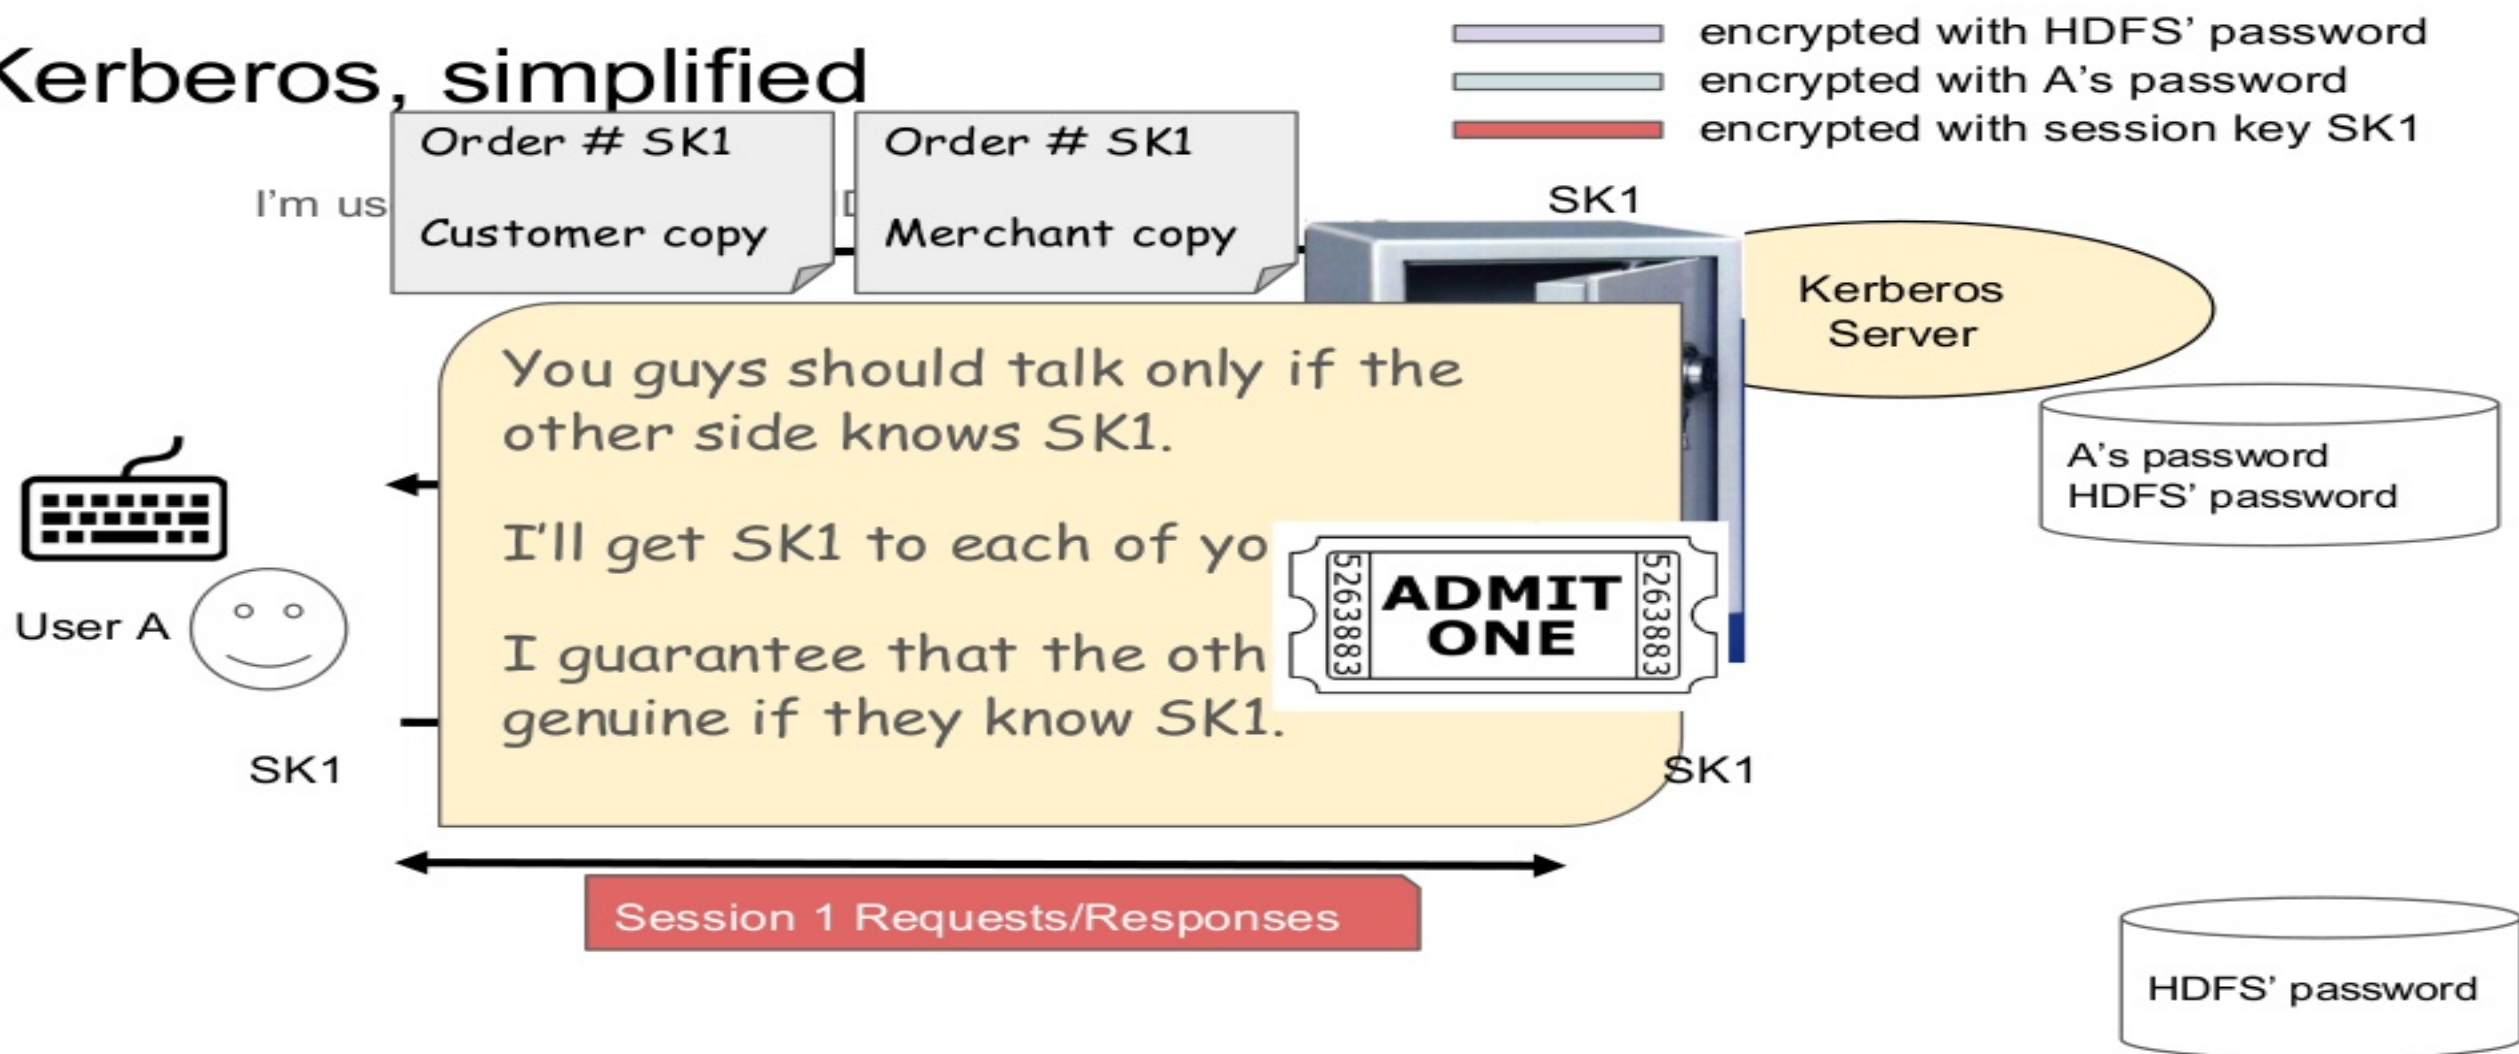 Kerberos, simplified
encrypted with HDFS' password
encrypted with A's password
encrypted with session key SK1
Order # SK1
Customer copy
Order # SK1
Merchant copy
I'm
SK1
Kerberos
Server
You guys should talk only if the
other side knows SK1.
I'll get SK1 to each of
I guarantee that the
genuine if they know SK1.
5263883
ADMIT
ONE
5263883
A's password
HDFS' password
User A
SK1
SK1
Session 1 Requests/Responses
HDFS' password